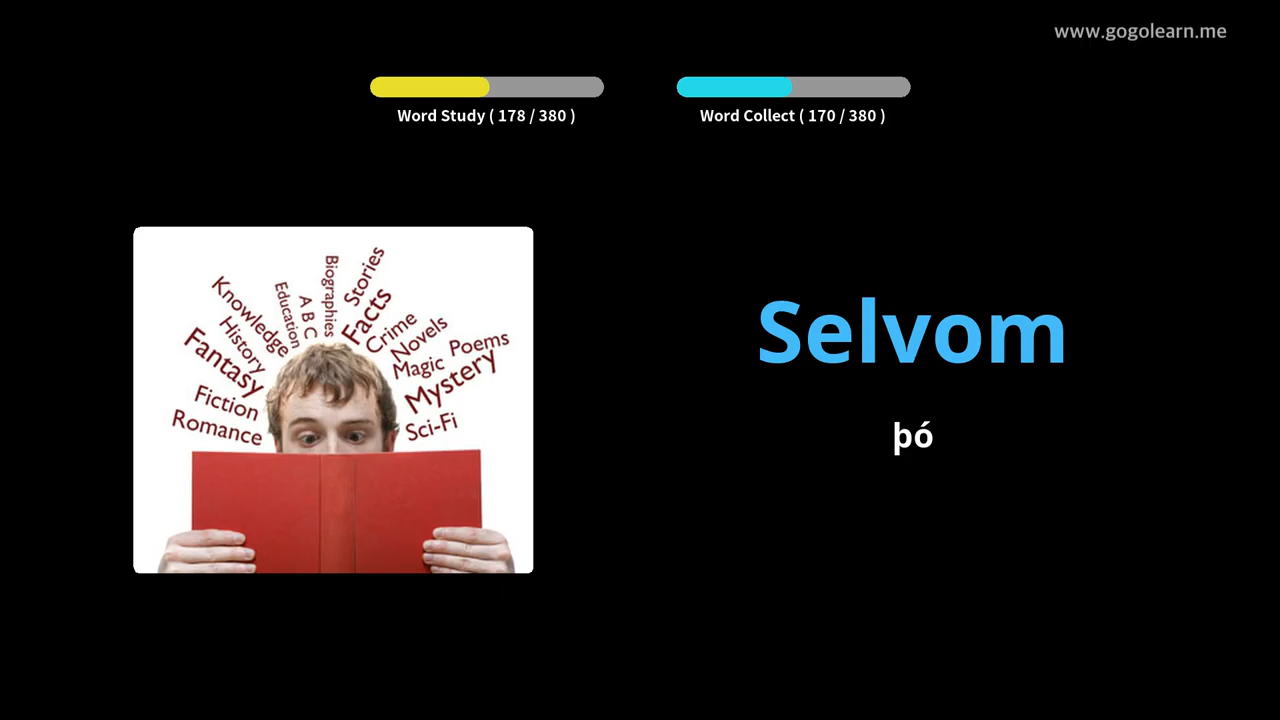 www.gogolearn.me
Word Study ( 178 / 380 )
Word Collect ( 170 / 380 )
Knowledge
History
Fantasy
Fiction
Romance
Education
A B C
Biographies
Stories
Facts
Crime
Novels
Magic
Poems
Mystery
Sci-Fi
Selvom
þó